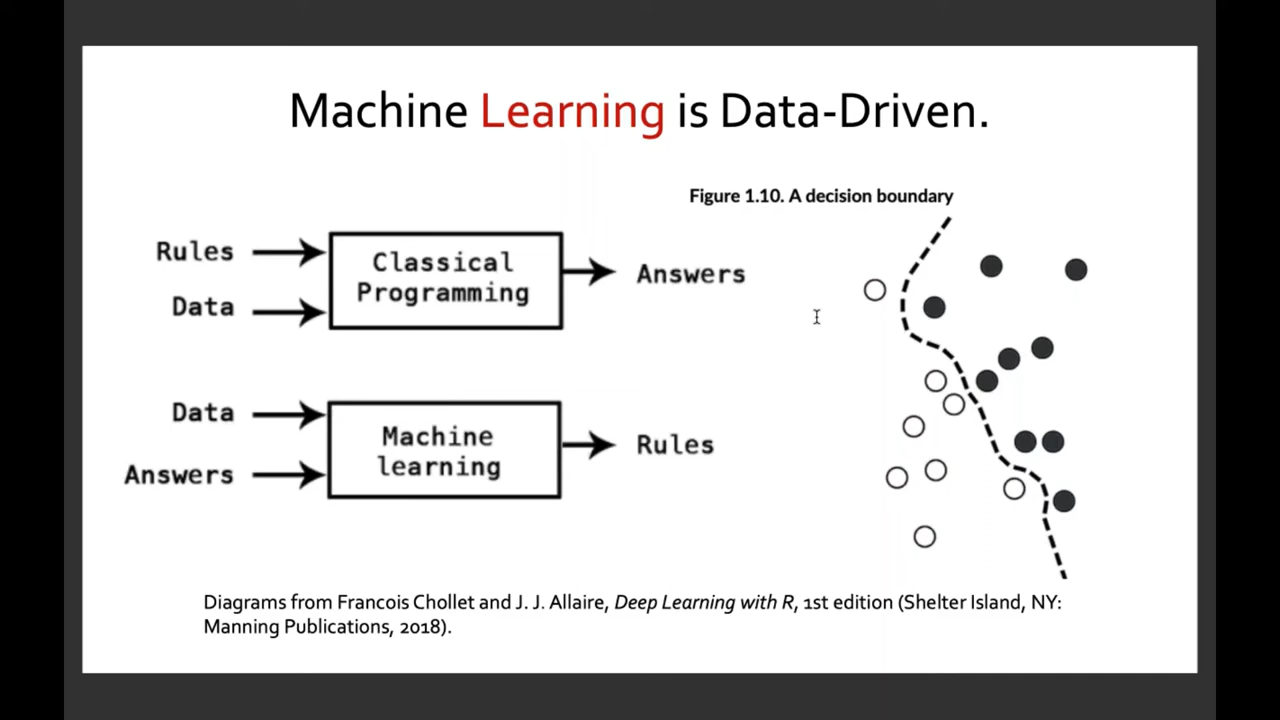 Machine Learning is Data-Driven.
Rules
Data
Classical
Programming
Answers
Data
Answers
Machine
learning
Rules
Figure 1.10. A decision boundary
Diagrams from Francois Chollet and J. J. Allaire, Deep Learning with R, 1st edition (Shelter Island, NY:
Manning Publications, 2018).